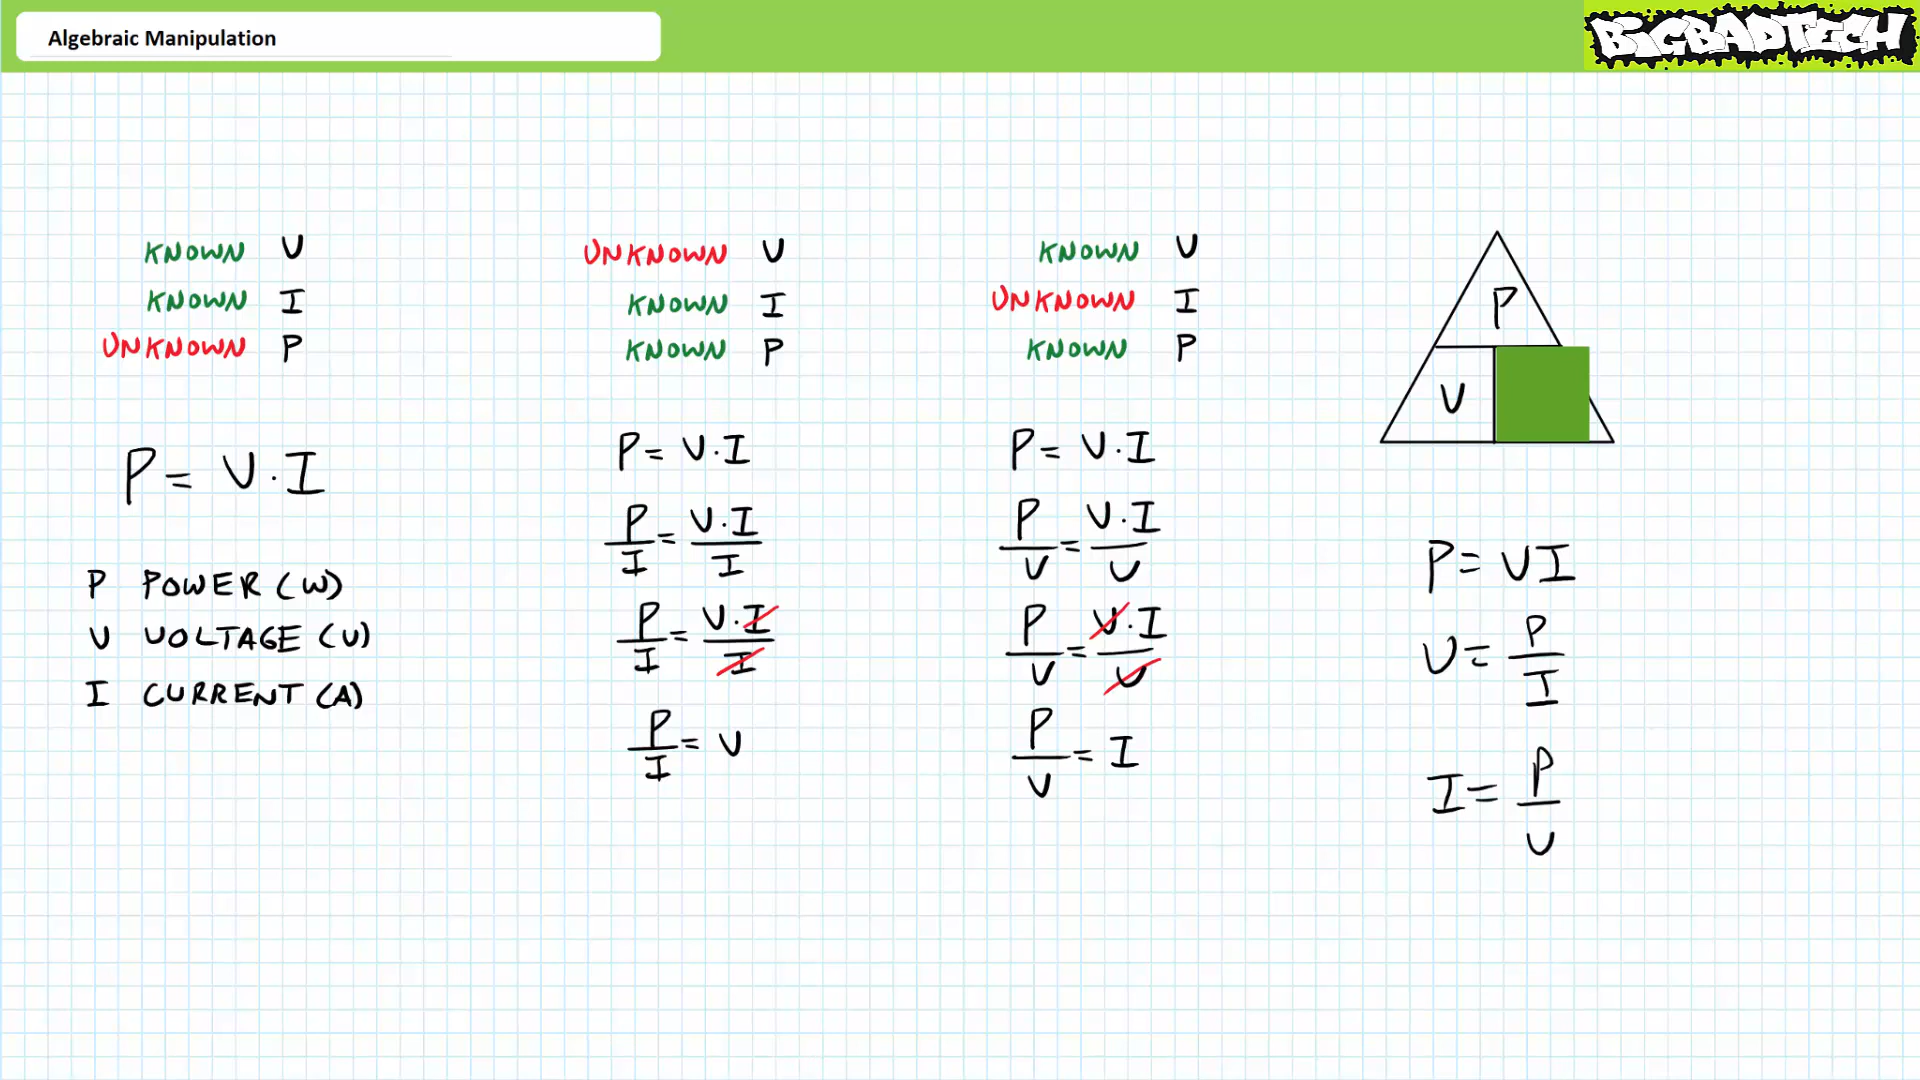 Algebraic Manipulation
BIGBADTECH
KNOWN V
KNOWN I
UNKNOWN P
P = V · I
P POWER (W)
V VOLTAGE (V)
I CURRENT (A)
UNKNOWN V
KNOWN I
KNOWN P
P = V · I
P/I = V · I/I
P/I = V · I/I
P/I = V
KNOWN V
UNKNOWN I
KNOWN P
P = V · I
P/V = V · I/V
P/V = V · I/V
P/V = I
P
V
P = VI
V = P/I
I = P/V